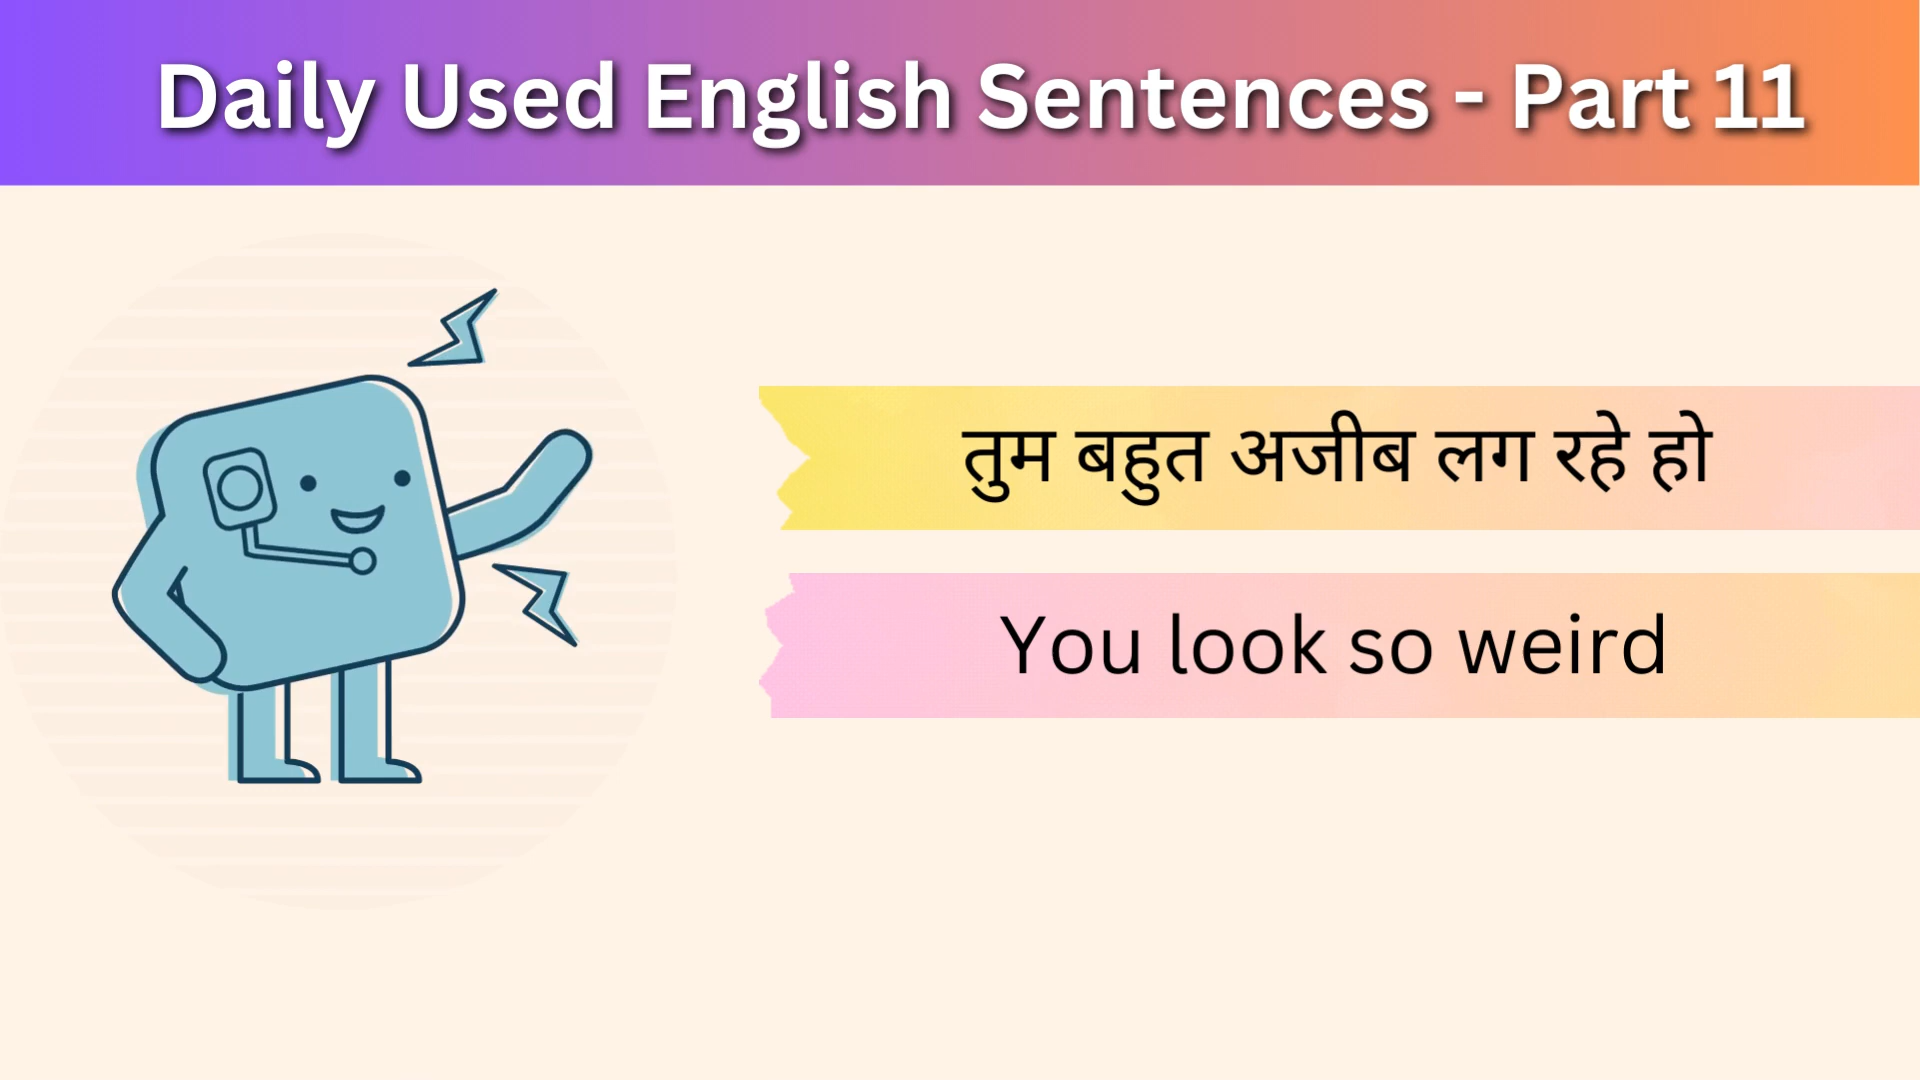 Daily Used English Sentences - Part 11
तुम बहुत अजीब लग रहे हो
You look so weird